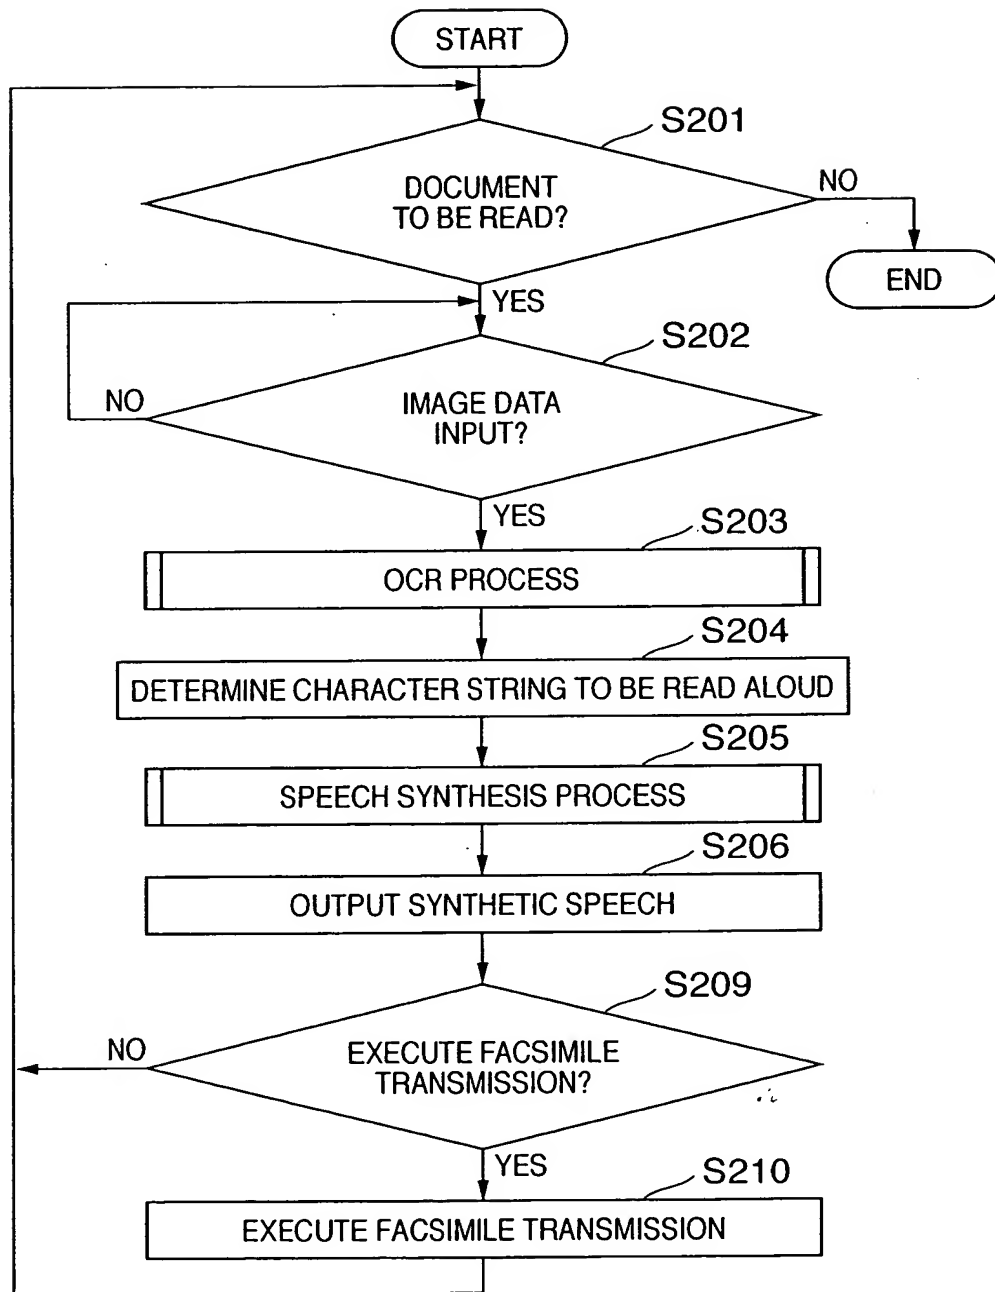 START
S201
DOCUMENT
TO BE READ?
NO
END
YES
S202
IMAGE DATA
INPUT?
NO
YES
S203
OCR PROCESS
S204
DETERMINE CHARACTER STRING TO BE READ ALOUD
S205
SPEECH SYNTHESIS PROCESS
S206
OUTPUT SYNTHETIC SPEECH
S209
EXECUTE FACSIMILE
TRANSMISSION?
NO
YES
S210
EXECUTE FACSIMILE TRANSMISSION